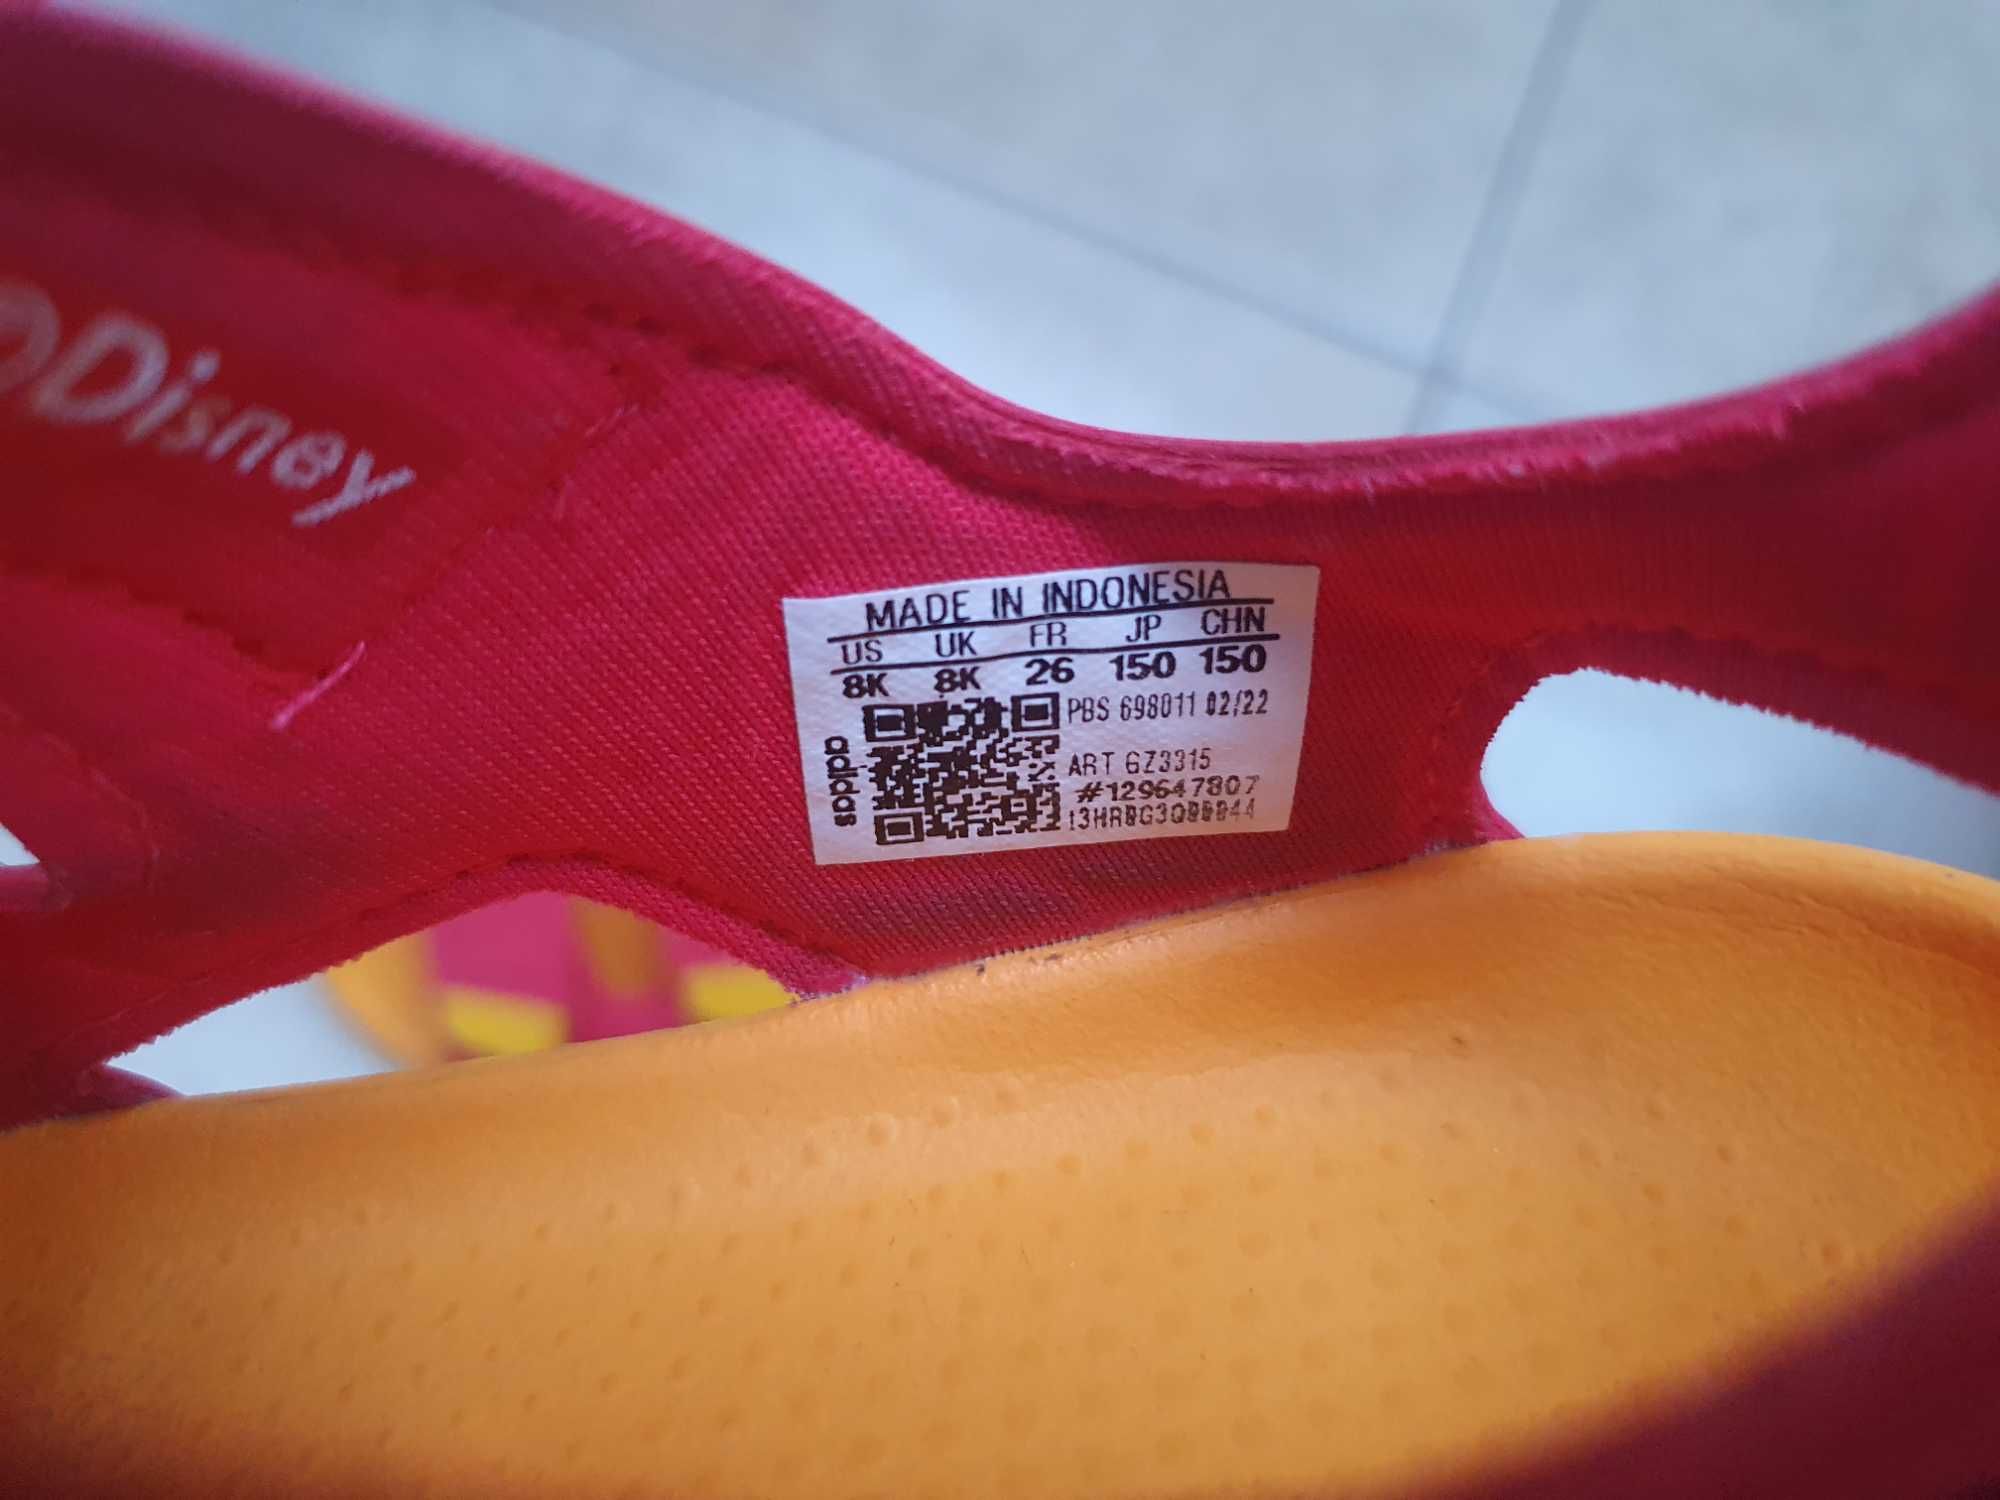 ©Disney
MADE IN INDONESIA
US UK FR JP CHN
8K 8K 26 150 150
PBS 698011 02/22
ART GZ3315
#129647807
adidas